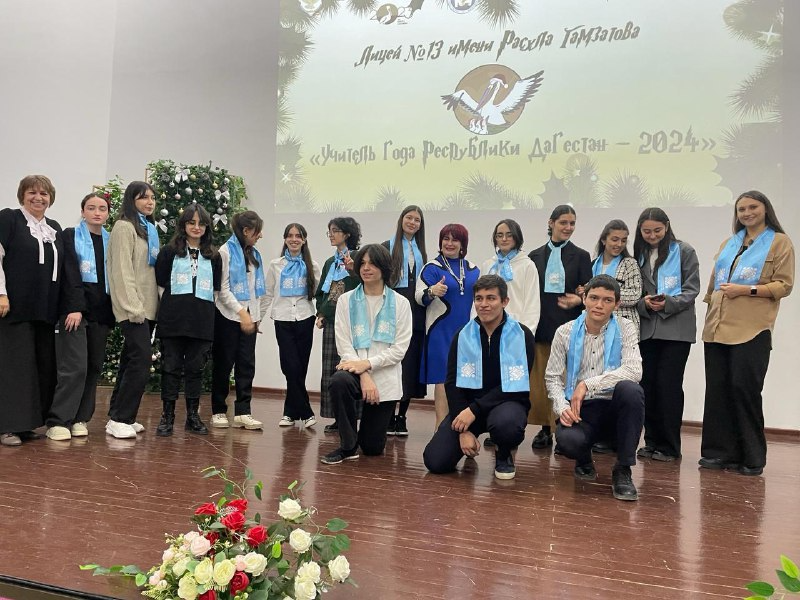 Лицей №13 имени Расула Гамзатова
«Учитель Года Республики Дагестан – 2024»